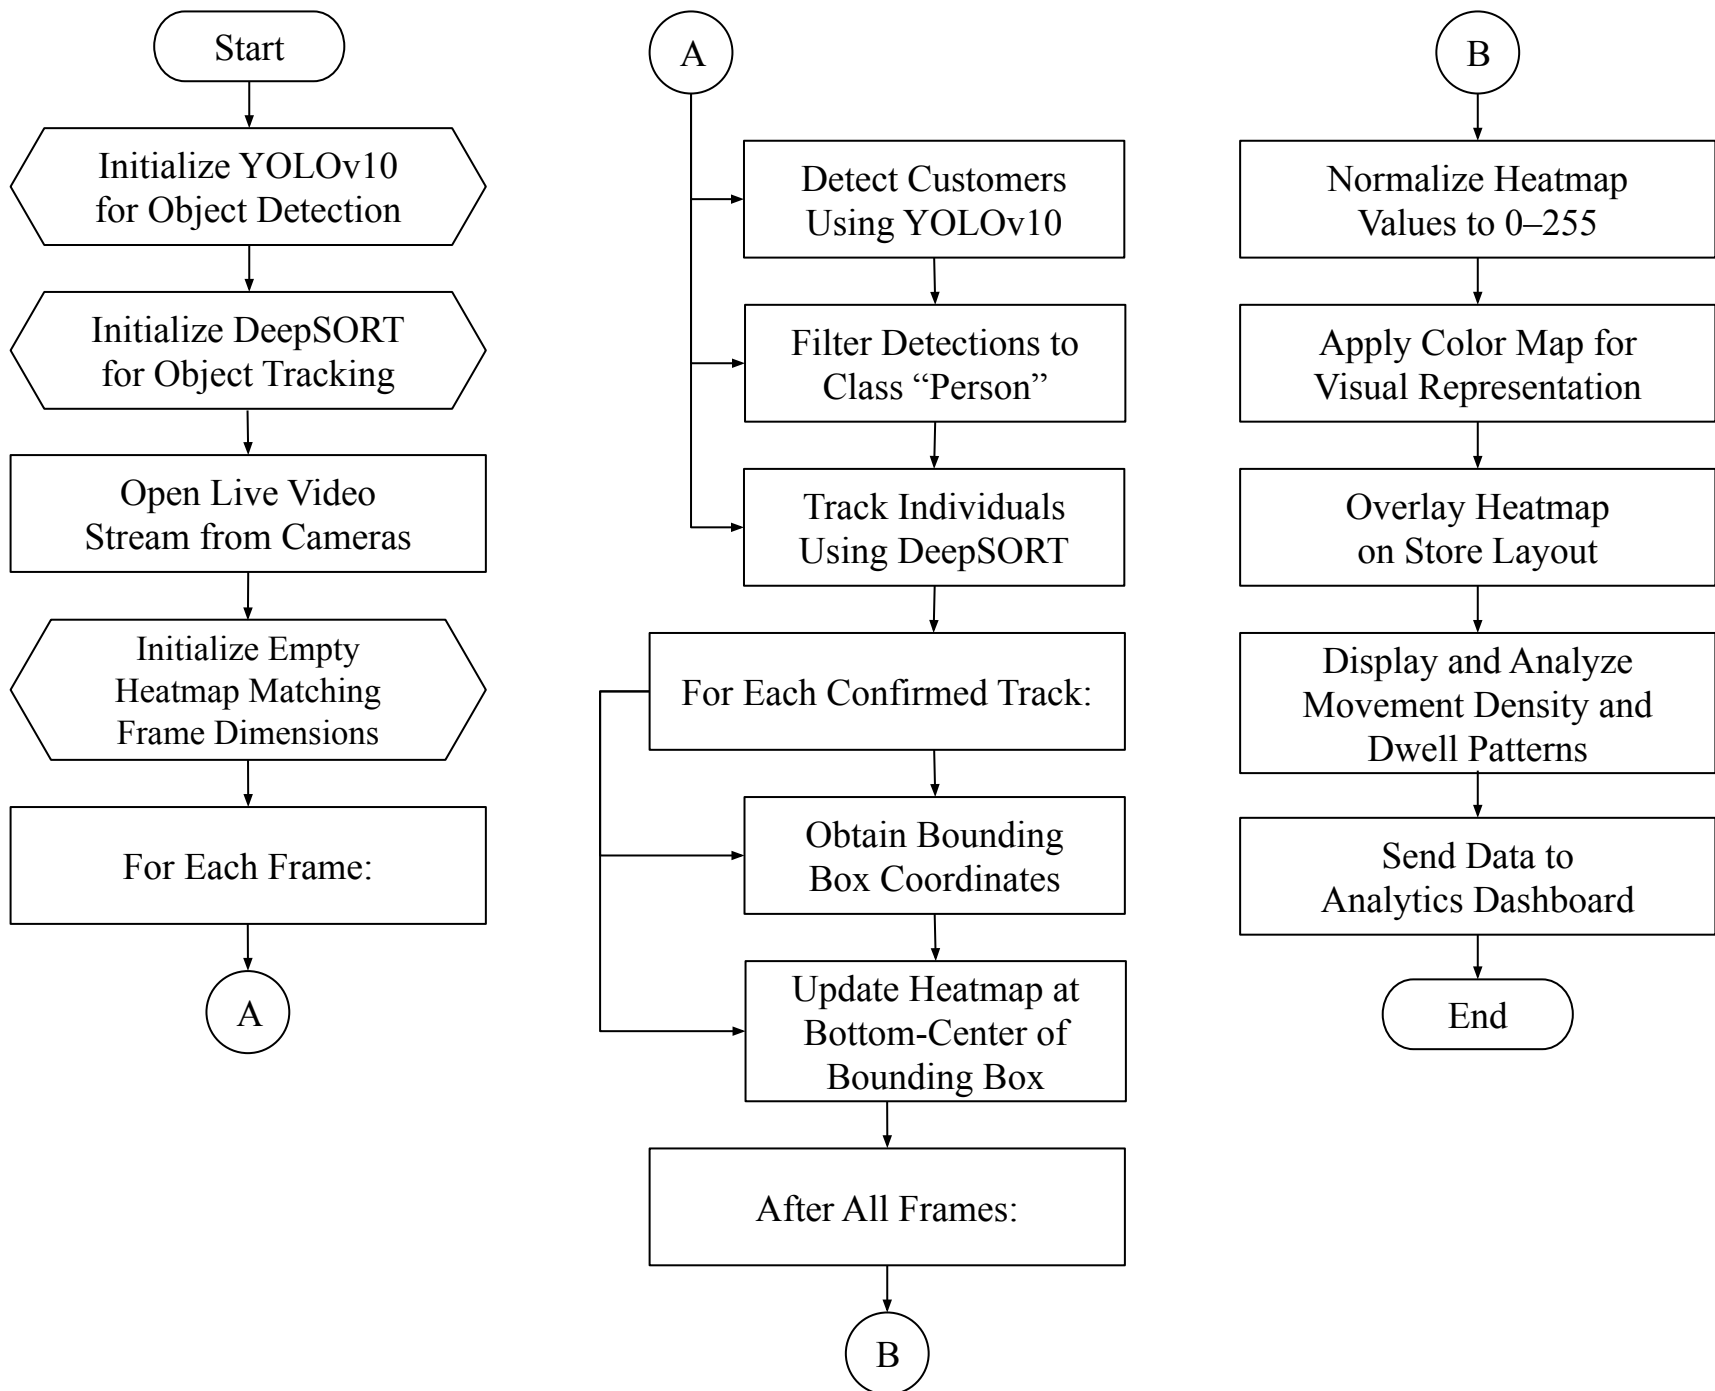 Start
Initialize YOLOv10
for Object Detection
Initialize DeepSORT
for Object Tracking
Open Live Video
Stream from Cameras
Initialize Empty
Heatmap Matching
Frame Dimensions
For Each Frame:
A
A
Detect Customers
Using YOLOv10
Filter Detections to
Class “Person”
Track Individuals
Using DeepSORT
For Each Confirmed Track:
Obtain Bounding
Box Coordinates
Update Heatmap at
Bottom-Center of
Bounding Box
After All Frames:
B
B
Normalize Heatmap
Values to 0–255
Apply Color Map for
Visual Representation
Overlay Heatmap
on Store Layout
Display and Analyze
Movement Density and
Dwell Patterns
Send Data to
Analytics Dashboard
End